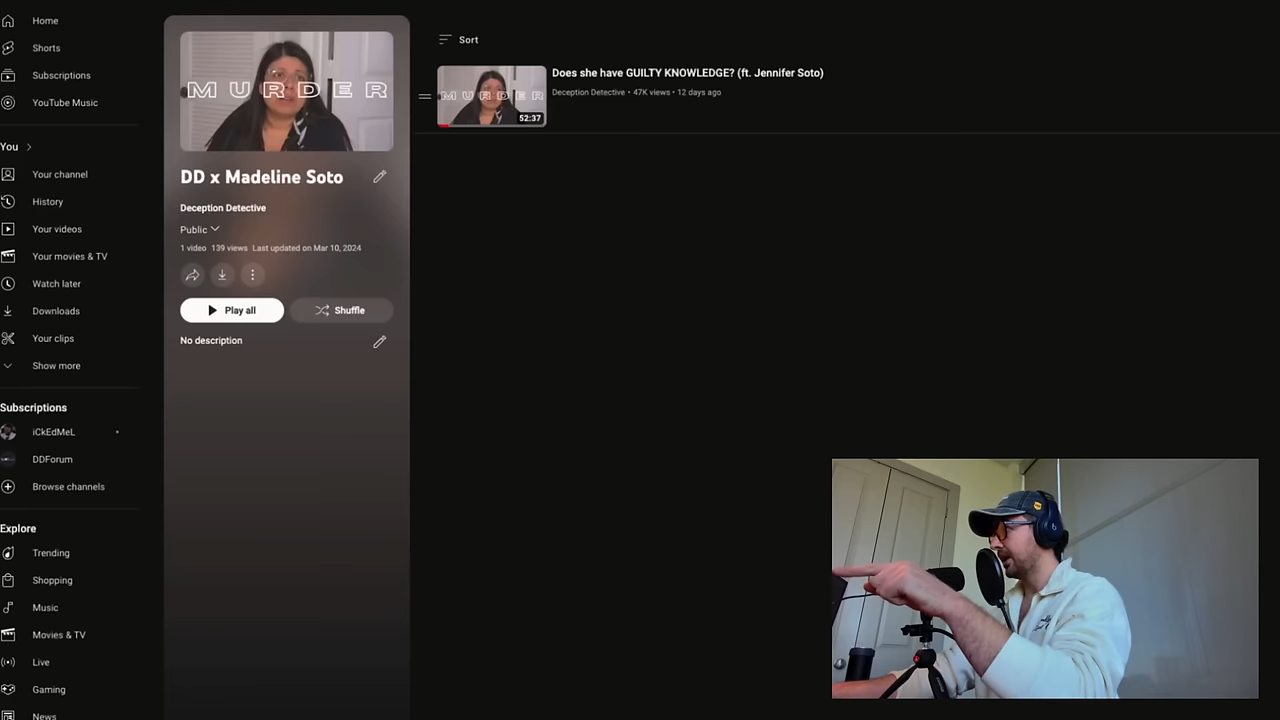 Home
Shorts
Subscriptions
YouTube Music
You
Your channel
History
Your videos
Your movies & TV
Watch later
Downloads
Your clips
Show more
Subscriptions
iCkEdMeL
DDForum
Browse channels
Explore
Trending
Shopping
Music
Movies & TV
Live
Gaming
News
MURDER
DD x Madeline Soto
Deception Detective
Public
1 video 139 views Last updated on Mar 10, 2024
Play all
Shuffle
No description
Sort
MURDER
52:37
Does she have GUILTY KNOWLEDGE? (ft. Jennifer Soto)
Deception Detective • 47K views • 12 days ago